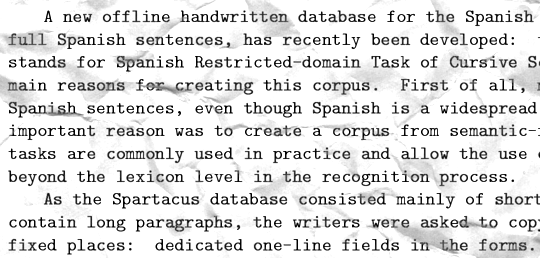 A new offline handwritten database for the Spanish
full Spanish sentences, has recently been developed:
stands for Spanish Restricted-domain Task of Cursive
main reasons for creating this corpus. First of all,
Spanish sentences, even though Spanish is a widespread
important reason was to create a corpus from
tasks are commonly used in practice and allow the use
beyond the lexicon level in the recognition process.
As the Spartacus database consisted mainly of short
contain long paragraphs, the writers were asked to
fixed places: dedicated one-line fields in the forms.